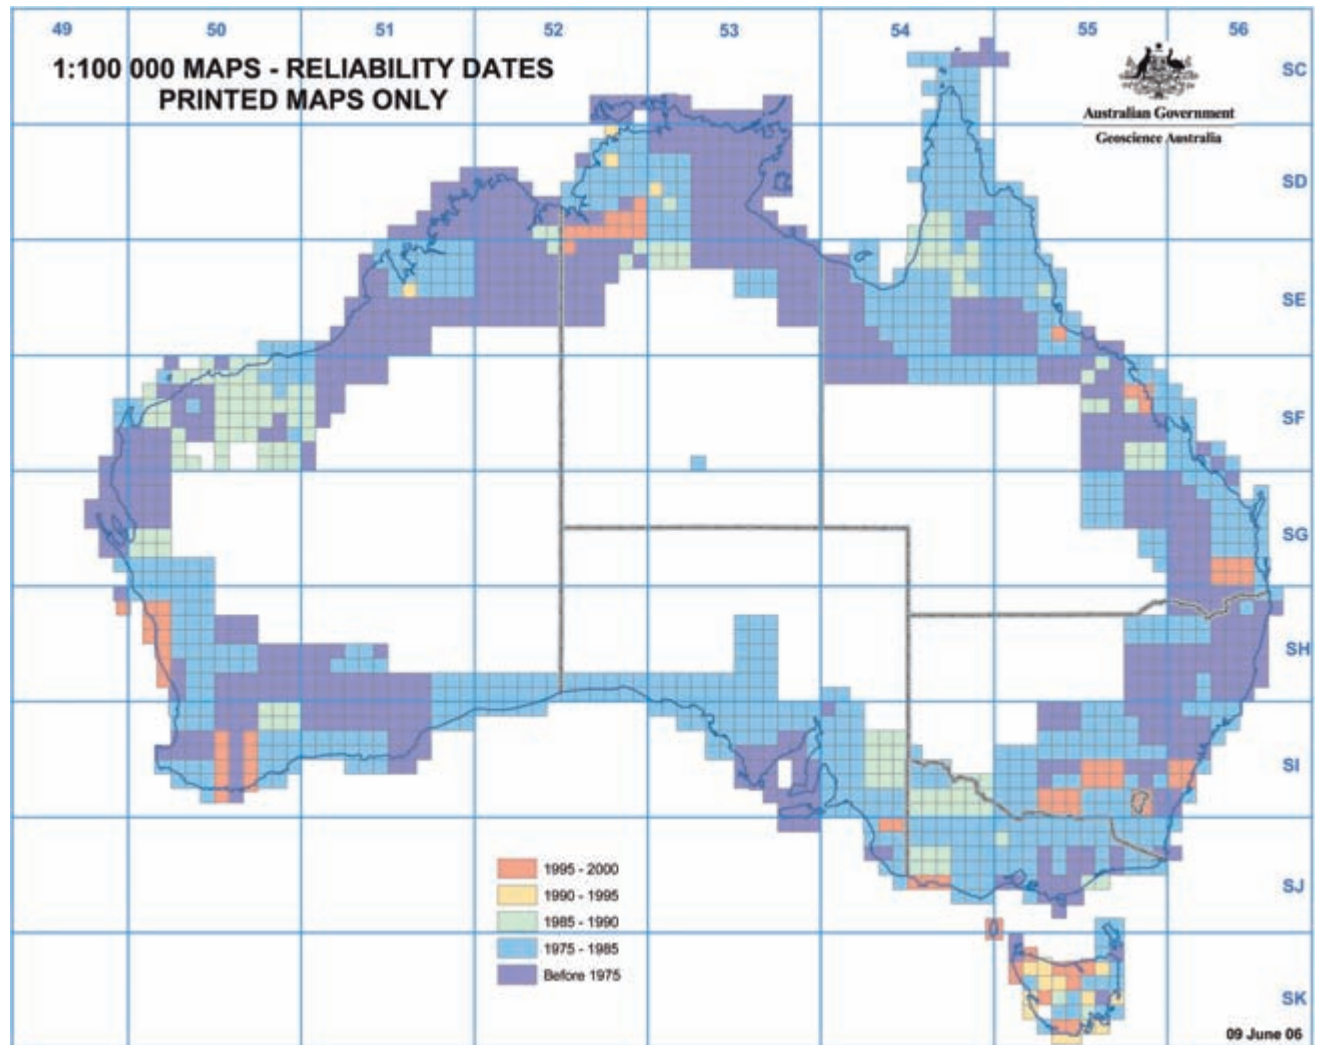 49 50 51 52 53 54 55 56
1:100 000 MAPS - RELIABILITY DATES
PRINTED MAPS ONLY
Australian Government
Geoscience Australia
SC
SD
SE
SF
SG
SH
SI
SJ
SK
1995 - 2000
1990 - 1995
1985 - 1990
1975 - 1985
Before 1975
09 June 06